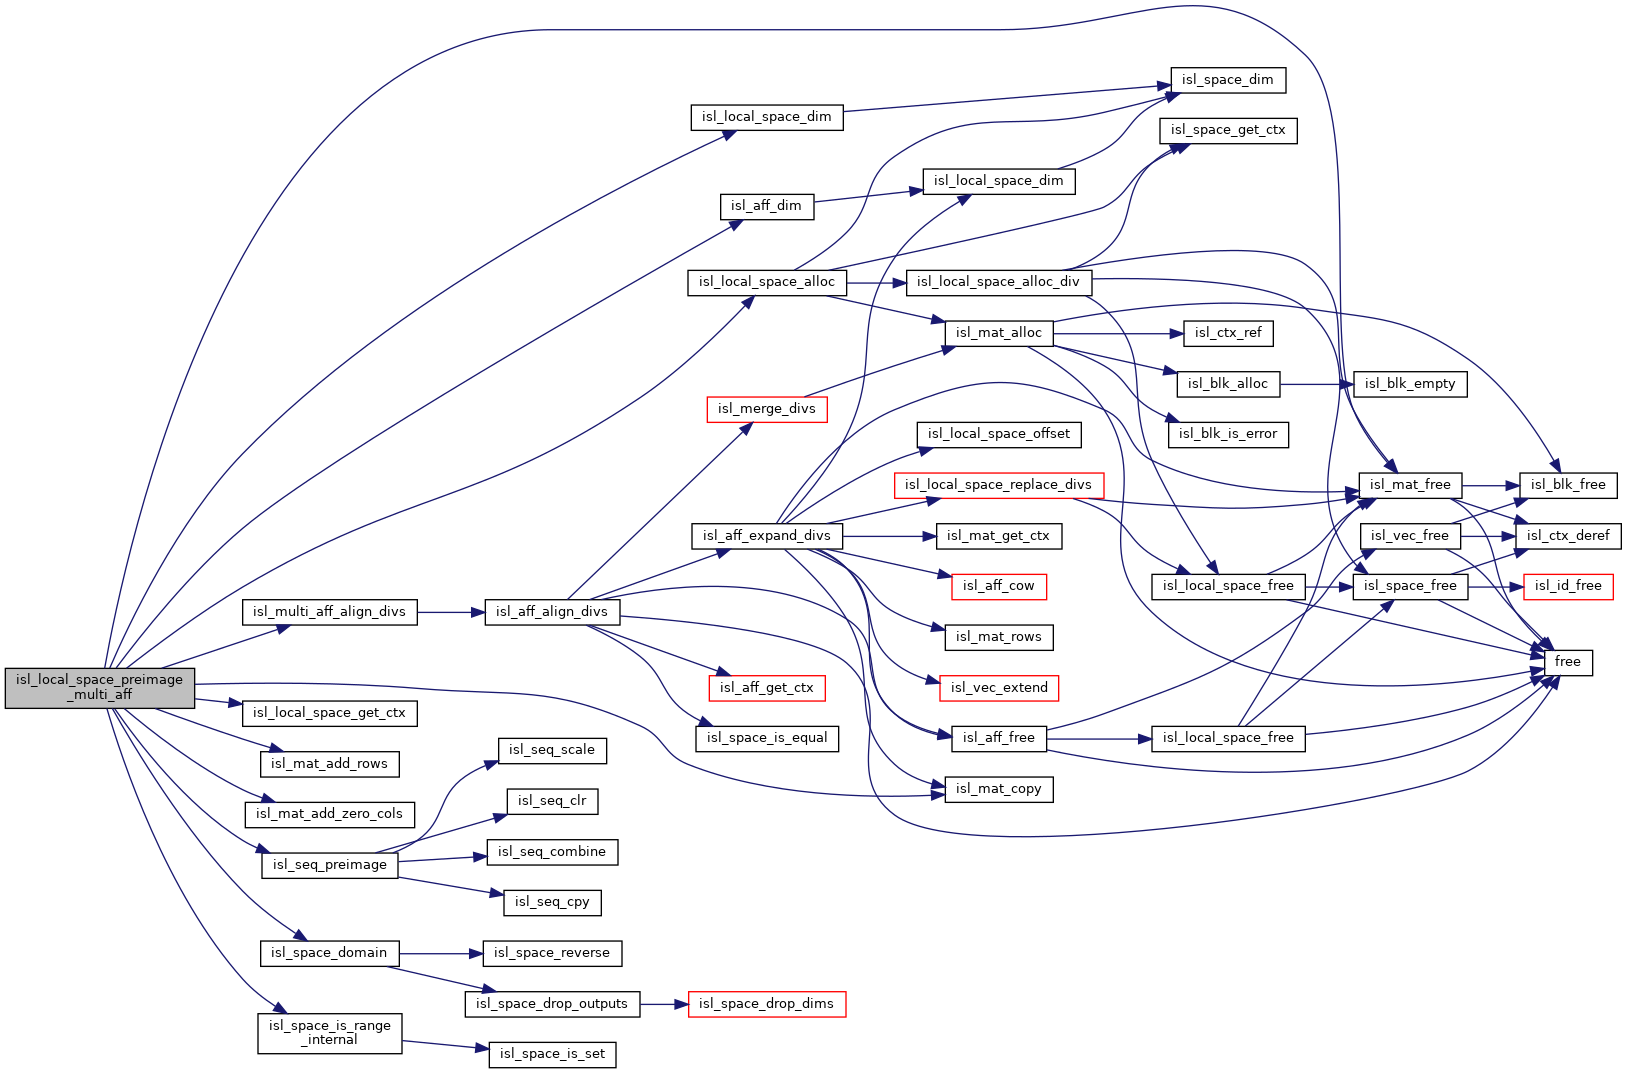 isl_space_dim
isl_local_space_dim
isl_space_get_ctx
isl_local_space_dim
isl_aff_dim
isl_local_space_alloc
isl_local_space_alloc_div
isl_mat_alloc
isl_ctx_ref
isl_blk_alloc
isl_blk_empty
isl_merge_divs
isl_local_space_offset
isl_blk_is_error
isl_local_space_replace_divs
isl_mat_free
isl_blk_free
isl_aff_expand_divs
isl_mat_get_ctx
isl_vec_free
isl_ctx_deref
isl_aff_cow
isl_local_space_free
isl_space_free
isl_id_free
isl_multi_aff_align_divs
isl_aff_align_divs
isl_mat_rows
free
isl_local_space_preimage
_multi_aff
isl_aff_get_ctx
isl_vec_extend
isl_local_space_get_ctx
isl_space_is_equal
isl_aff_free
isl_local_space_free
isl_seq_scale
isl_mat_add_rows
isl_mat_copy
isl_seq_clr
isl_mat_add_zero_cols
isl_seq_combine
isl_seq_preimage
isl_seq_cpy
isl_space_domain
isl_space_reverse
isl_space_drop_outputs
isl_space_drop_dims
isl_space_is_range
_internal
isl_space_is_set